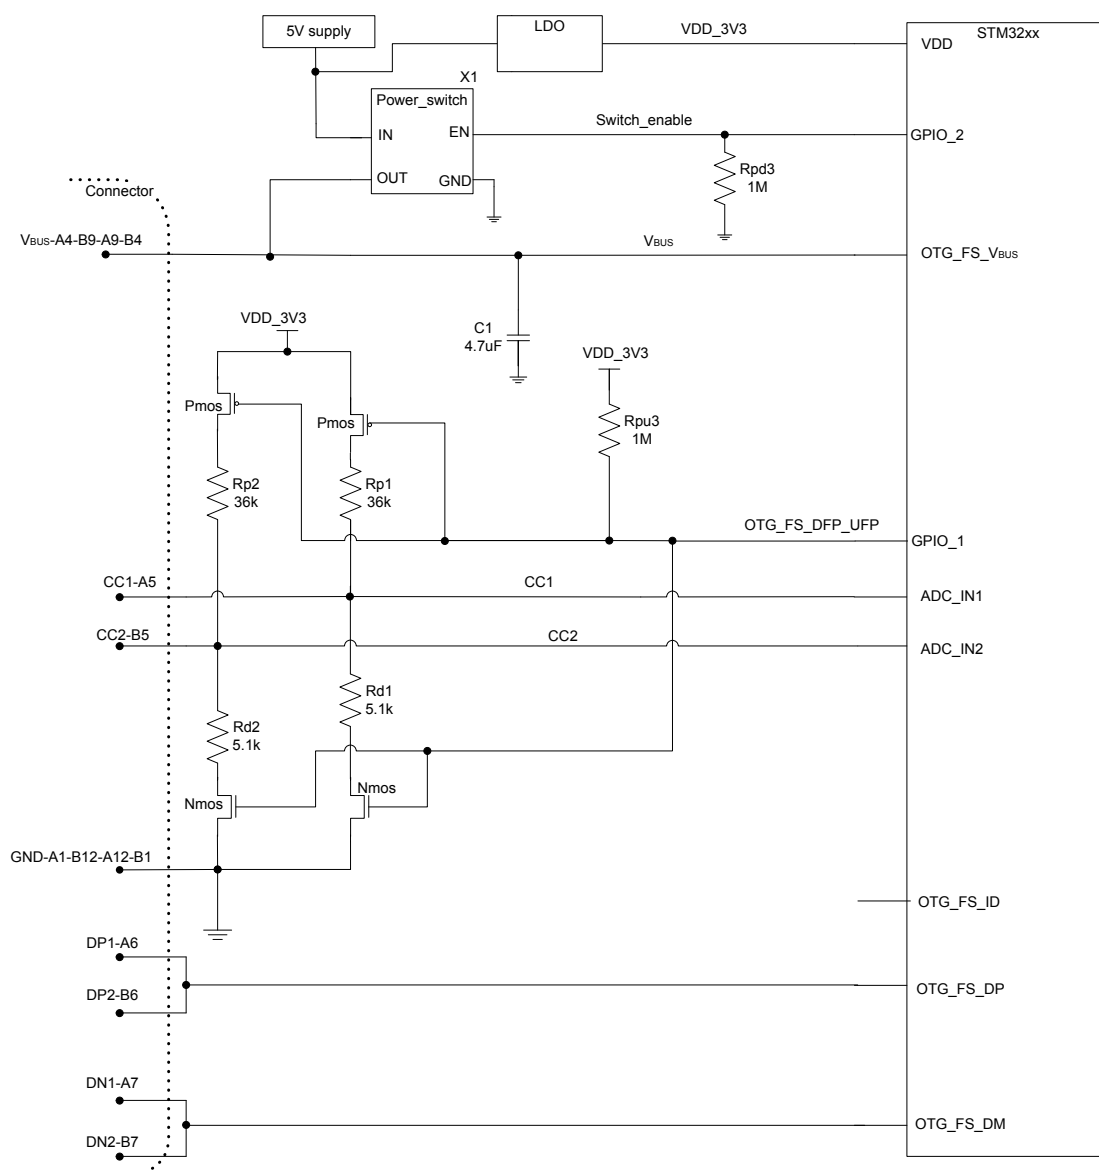 5V supply
LDO
VDD_3V3
STM32xx
VDD
X1
Power_switch
IN
EN
Switch_enable
GPIO_2
OUT
GND
Rpd3
1M
Connector
VBUS-A4-B9-A9-B4
VBUS
OTG_FS_VBUS
VDD_3V3
C1
4.7uF
VDD_3V3
Pmos
Pmos
Rpu3
1M
Rp2
36k
Rp1
36k
OTG_FS_DFP_UFP
GPIO_1
CC1-A5
CC1
ADC_IN1
CC2-B5
CC2
ADC_IN2
Rd1
5.1k
Rd2
5.1k
Nmos
Nmos
GND-A1-B12-A12-B1
OTG_FS_ID
DP1-A6
DP2-B6
OTG_FS_DP
DN1-A7
OTG_FS_DM
DN2-B7